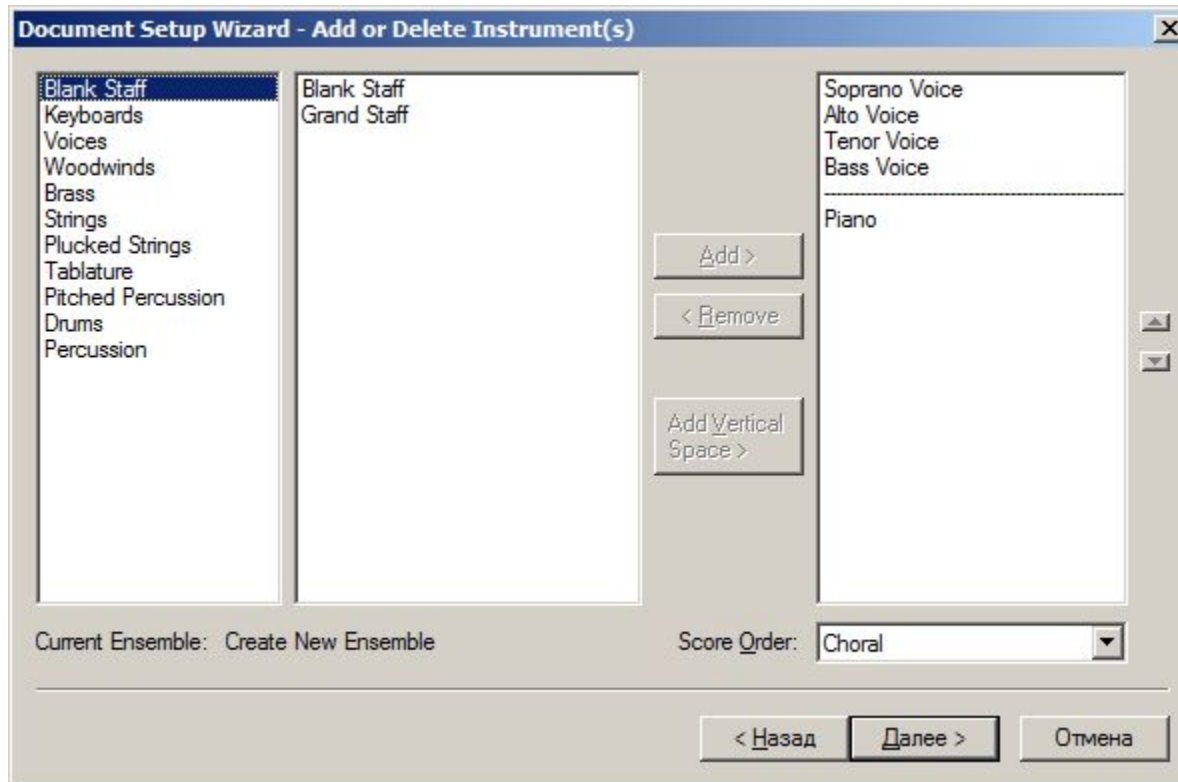 Document Setup Wizard - Add or Delete Instrument(s)
Blank Staff
Keyboards
Voices
Woodwinds
Brass
Strings
Plucked Strings
Tablature
Pitched Percussion
Drums
Percussion
Blank Staff
Grand Staff
Add >
< Remove
Add Vertical
Space >
Soprano Voice
Alto Voice
Tenor Voice
Bass Voice
Piano
Current Ensemble: Create New Ensemble
Score Order: Choral
< Назад
Далее >
Отмена